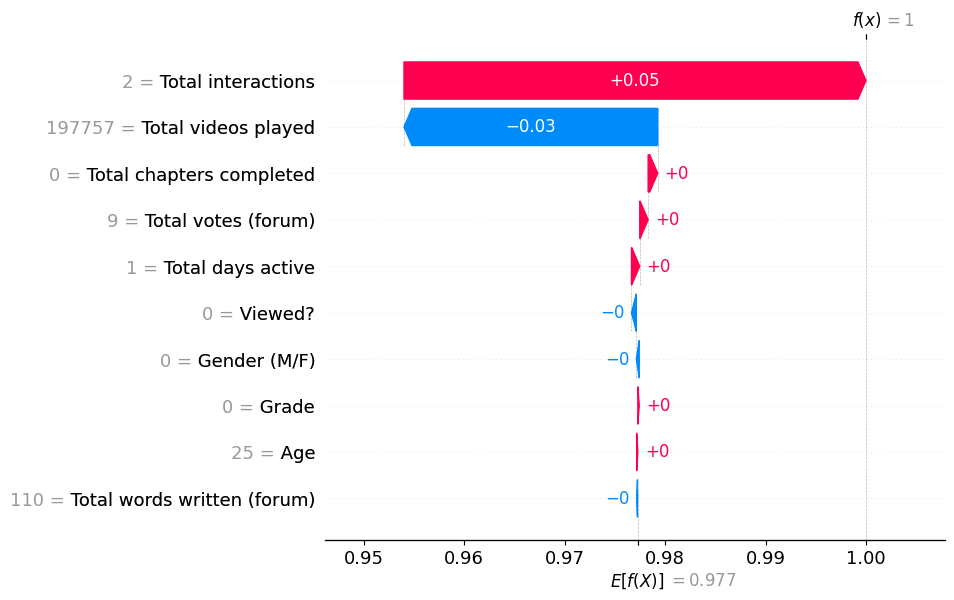 f(x) = 1
2 = Total interactions
+0.05
197757 = Total videos played
−0.03
0 = Total chapters completed
+0
9 = Total votes (forum)
+0
1 = Total days active
+0
0 = Viewed?
−0
0 = Gender (M/F)
−0
0 = Grade
+0
25 = Age
+0
110 = Total words written (forum)
−0
0.95 0.96 0.97 0.98 0.99 1.00
E[f(X)] = 0.977